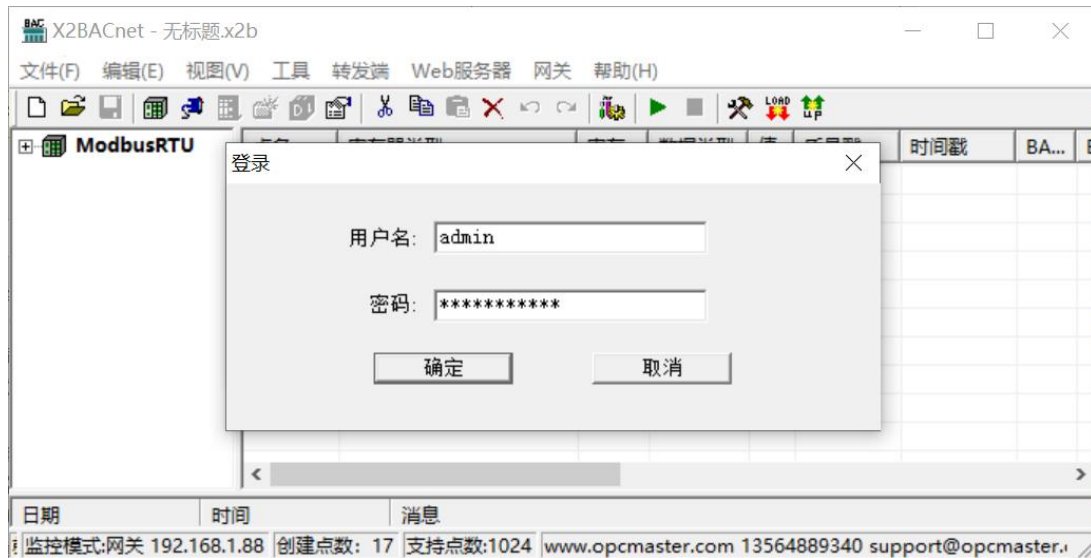 X2BACnet - 无标题.x2b
文件(F) 编辑(E) 视图(V) 工具 转发端 Web服务器 网关 帮助(H)
LOAD UP
ModbusRTU
时间戳 BA...
登录
用户名: admin
密码: ***********
确定 取消
日期 时间 消息
监控模式:网关 192.168.1.88 创建点数: 17 支持点数:1024 www.opcmaster.com 13564889340 support@opcmaster.